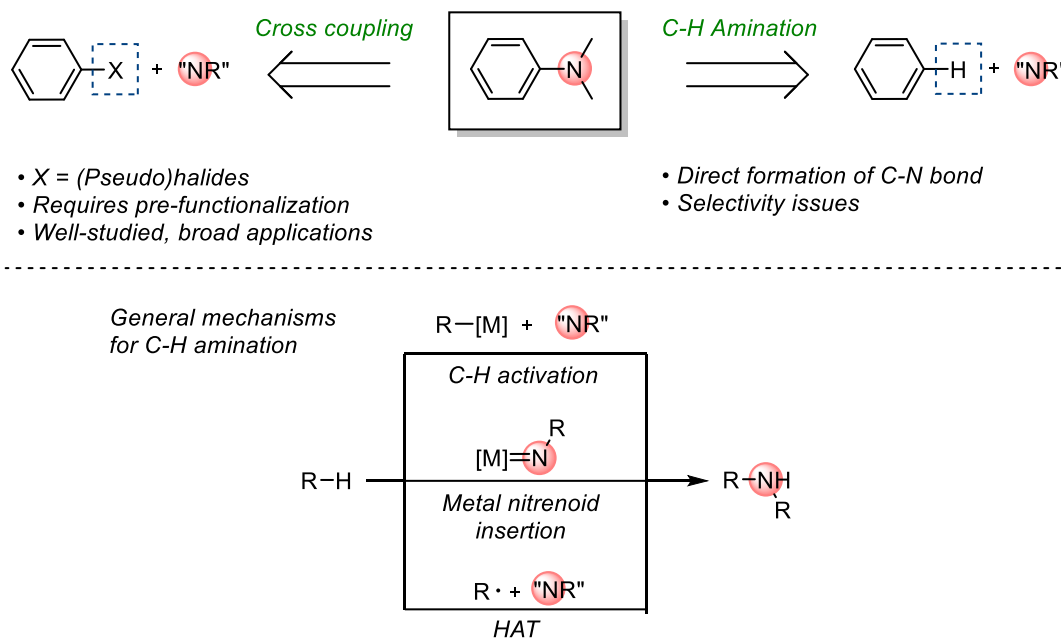 Cross coupling
C-H Amination
X + "NR"
N
H + "NR"
• X = (Pseudo)halides
• Requires pre-functionalization
• Well-studied, broad applications
• Direct formation of C-N bond
• Selectivity issues
General mechanisms
for C-H amination
R–[M] + "NR"
C-H activation
R
[M]=N
R–H
R–NH
R
Metal nitrenoid
insertion
R · + "NR"
HAT